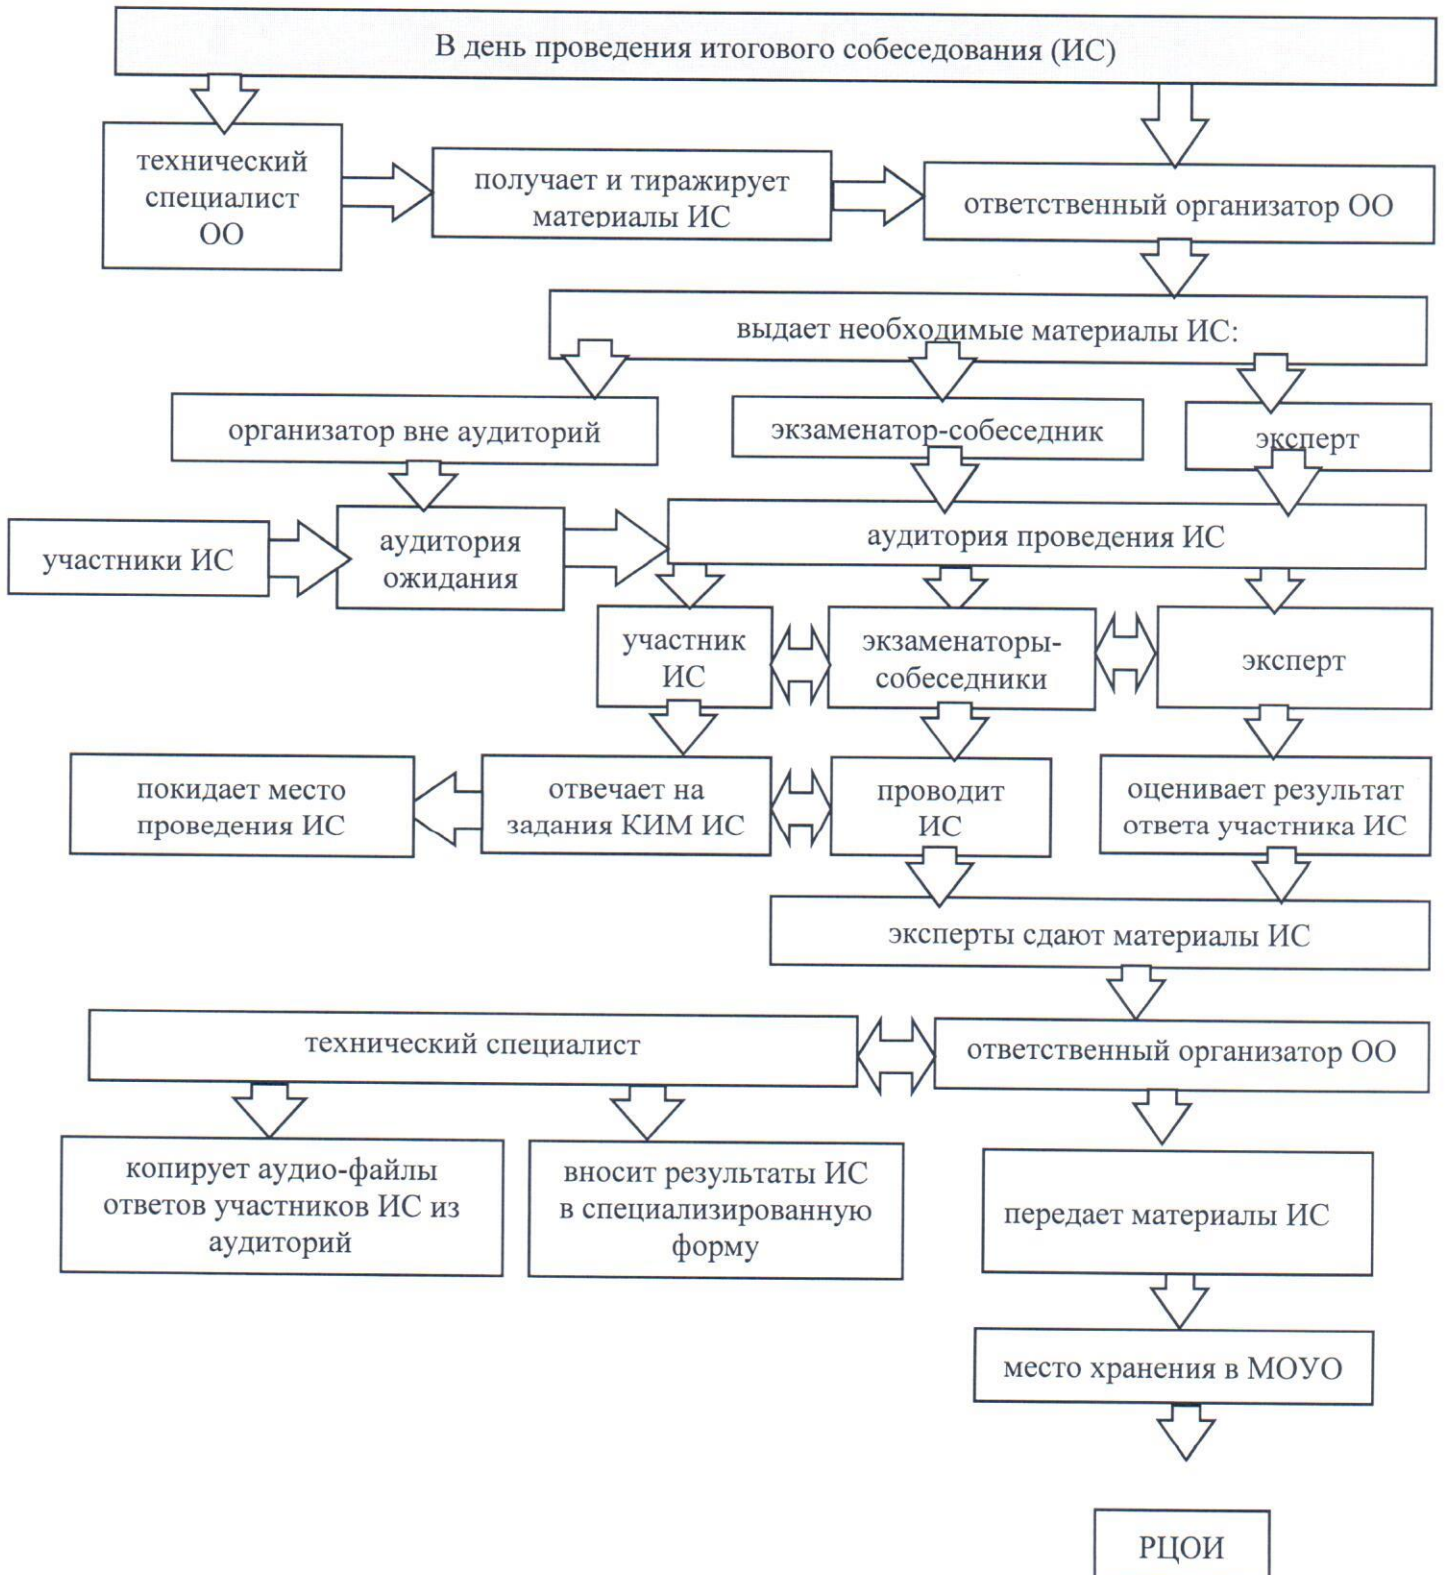 В день проведения итогового собеседования (ИС)
технический
специалист
ОО
получает и тиражирует
материалы ИС
ответственный организатор ОО
выдает необходимые материалы ИС:
организатор вне аудиторий
экзаменатор-собеседник
эксперт
участники ИС
аудитория
ожидания
аудитория проведения ИС
участник
ИС
экзаменаторы-
собеседники
эксперт
покидает место
проведения ИС
отвечает на
задания КИМ ИС
проводит
ИС
оценивает результат
ответа участника ИС
эксперты сдают материалы ИС
технический специалист
ответственный организатор ОО
копирует аудио-файлы
ответов участников ИС из
аудиторий
вносит результаты ИС
в специализированную
форму
передает материалы ИС
место хранения в МОУО
РЦОИ